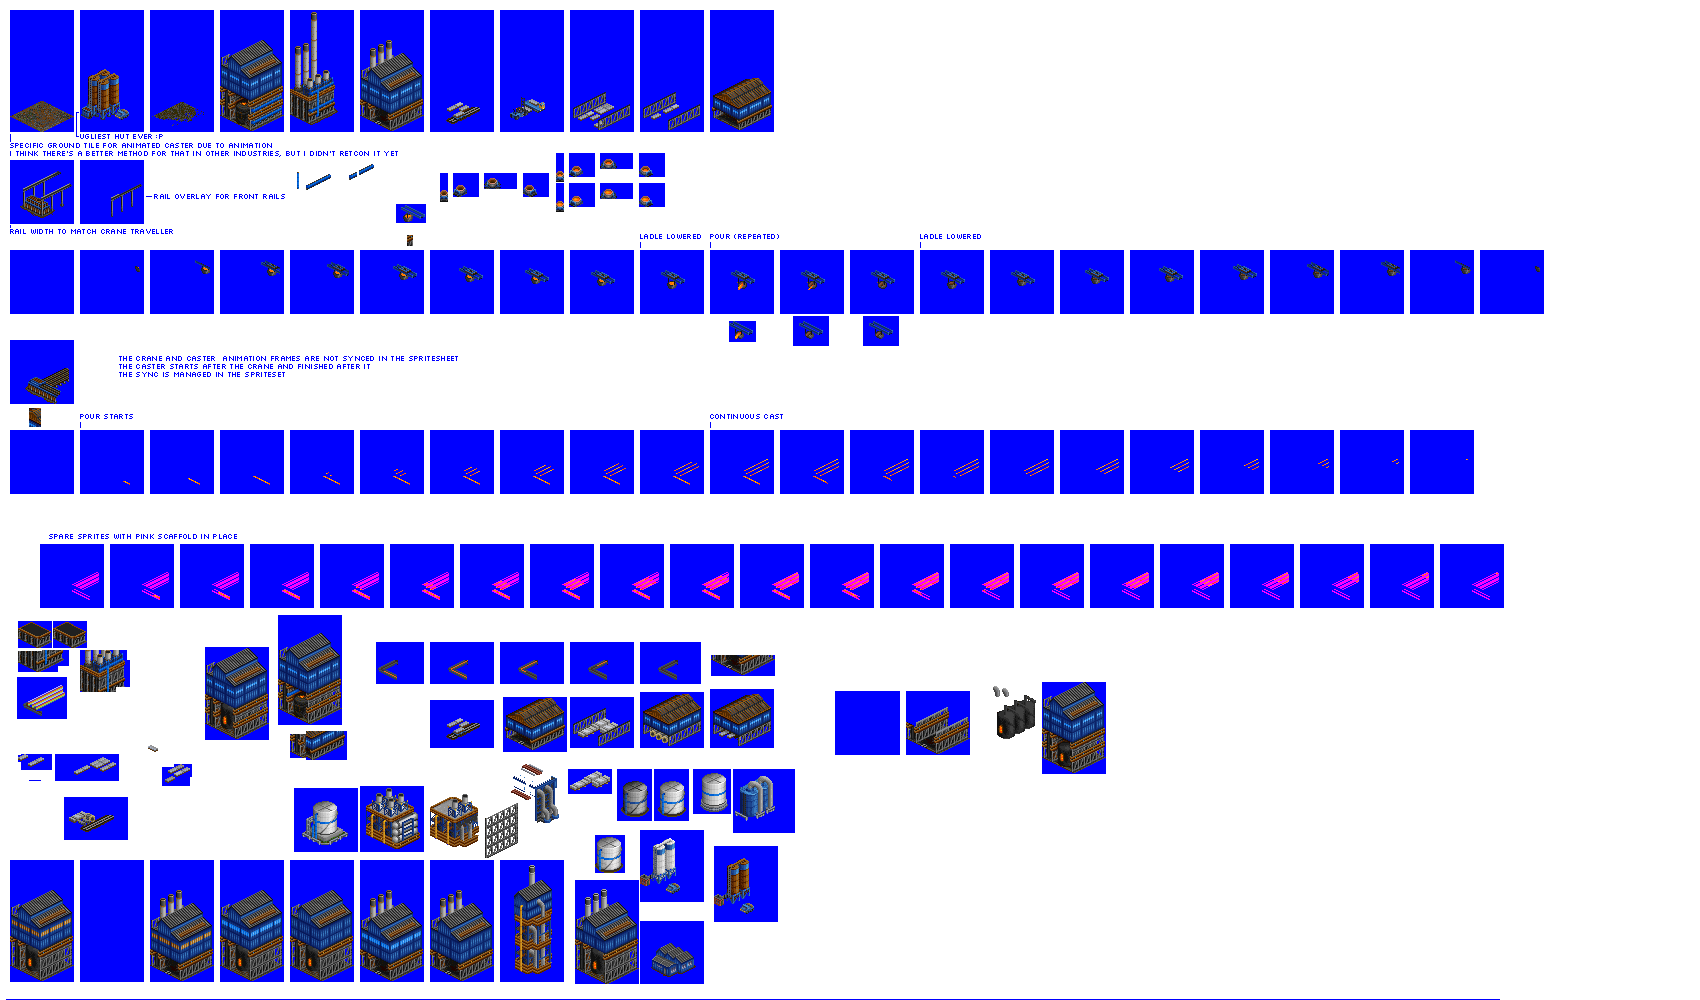 UGLIEST HUT EVER :P
SPECIFIC GROUND TILE FOR ANIMATED CASTER DUE TO ANIMATION
I THINK THERE'S A BETTER METHOD FOR THAT IN OTHER INDUSTRIES, BUT I DIDN'T RETCON IT YET
RAIL OVERLAY FOR FRONT RAILS
RAIL WIDTH TO MATCH CRANE TRAVELLER
LADLE LOWERED
POUR (REPEATED)
LADLE LOWERED
THE CRANE AND CASTER ANIMATION FRAMES ARE NOT SYNCED IN THE SPRITESHEET
THE CASTER STARTS AFTER THE CRANE AND FINISHED AFTER IT
THE SYNC IS MANAGED IN THE SPRITESET
POUR STARTS
CONTINUOUS CAST
SPARE SPRITES WITH PINK SCAFFOLD IN PLACE